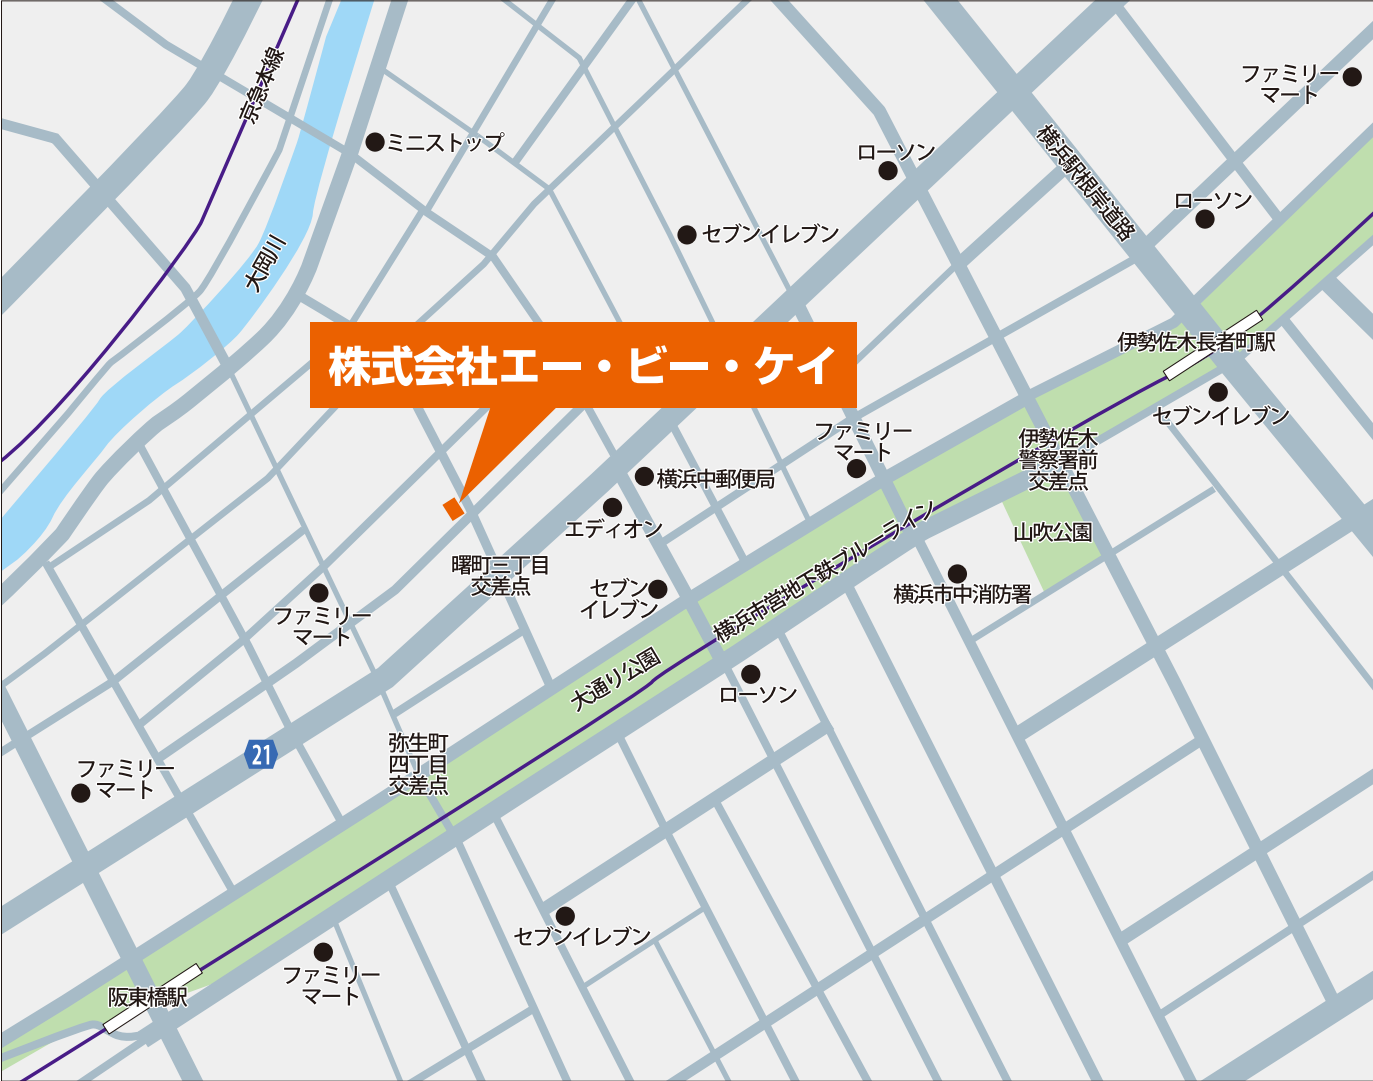 京急本線
ファミリー
マート
ミニストップ
ローソン
横浜駅根岸道路
ローソン
セブンイレブン
大岡川
株式会社エー・ビー・ケイ
伊勢佐木長者町駅
セブンイレブン
ファミリー
マート
伊勢佐木
警察署前
交差点
横浜中郵便局
エディオン
山吹公園
横浜市営地下鉄ブルーライン
曙町三丁目
交差点
セブン
イレブン
横浜市中消防署
ファミリー
マート
大通り公園
ローソン
弥生町
四丁目
交差点
21
ファミリー
マート
セブンイレブン
ファミリー
マート
阪東橋駅